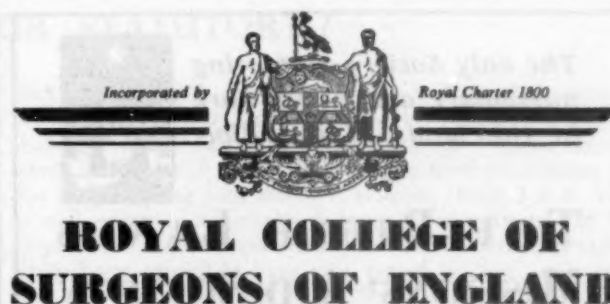 Incorporated by Royal Charter 1800
ROYAL COLLEGE OF
SURGEONS OF ENGLAND